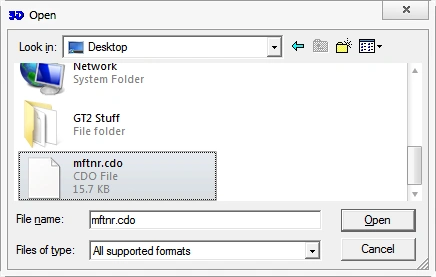 3D Open
Look in: Desktop
Network
System Folder
GT2 Stuff
File folder
mftnr.cdo
CDO File
15.7 KB
File name: mftnr.cdo Open
Files of type: All supported formats Cancel